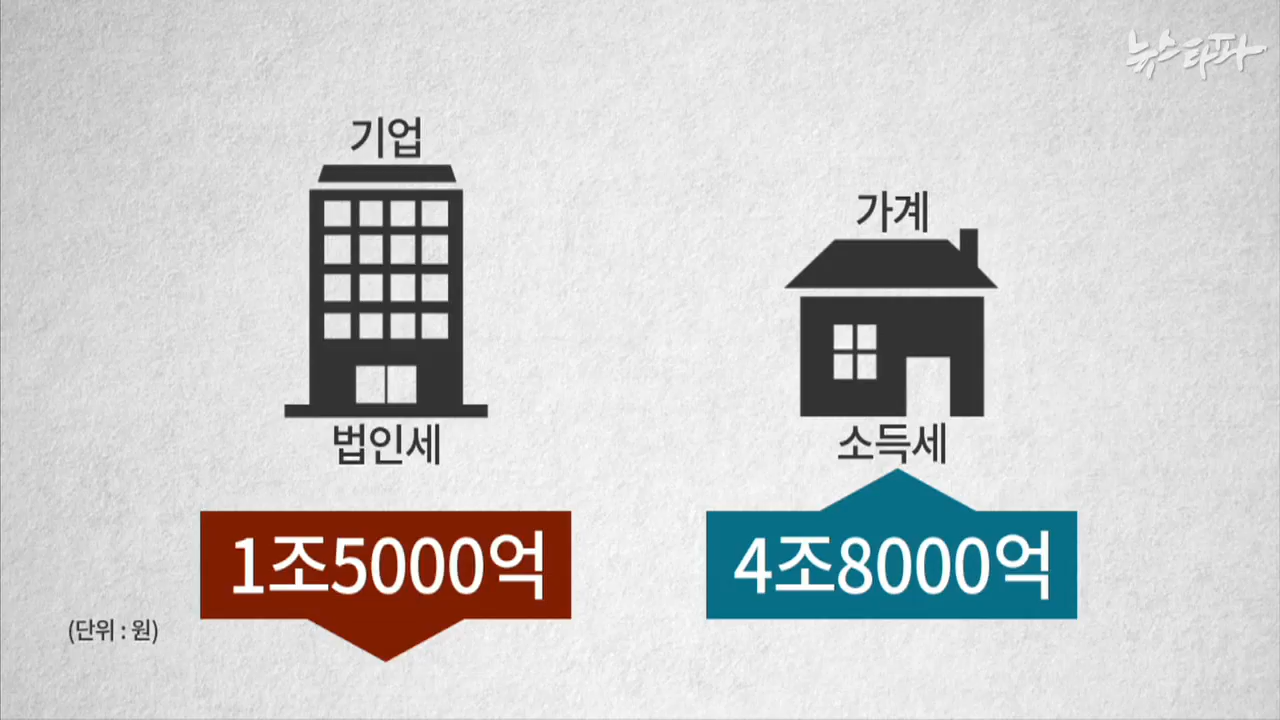 뉴스타파
기업
법인세
1조5000억
가계
소득세
4조8000억
(단위 : 원)